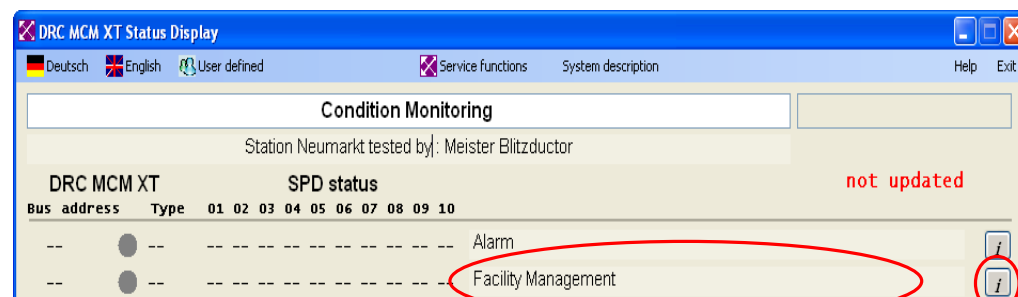 DRC MCM XT Status Display
Deutsch English User defined Service functions System description Help Exit
Condition Monitoring
Station Neumarkt tested by: Meister Blitzductor
DRC MCM XT SPD status not updated
Bus address Type 01 02 03 04 05 06 07 08 09 10
-- -- -- -- -- -- -- -- -- -- -- -- Alarm i
-- -- -- -- -- -- -- -- -- -- -- -- Facility Management i